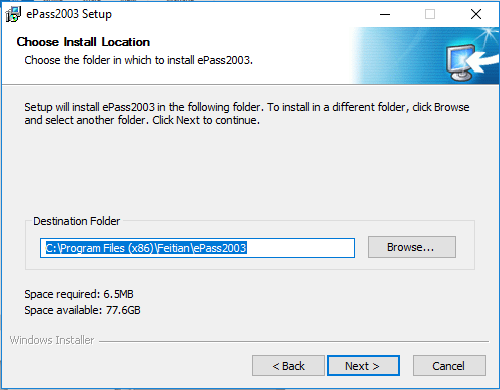 ePass2003 Setup
Choose Install Location
Choose the folder in which to install ePass2003.
Setup will install ePass2003 in the following folder. To install in a different folder, click Browse
and select another folder. Click Next to continue.
Destination Folder
C:\Program Files (x86)\Feitian\ePass2003
Browse...
Space required: 6.5MB
Space available: 77.6GB
Windows Installer
< Back
Next >
Cancel